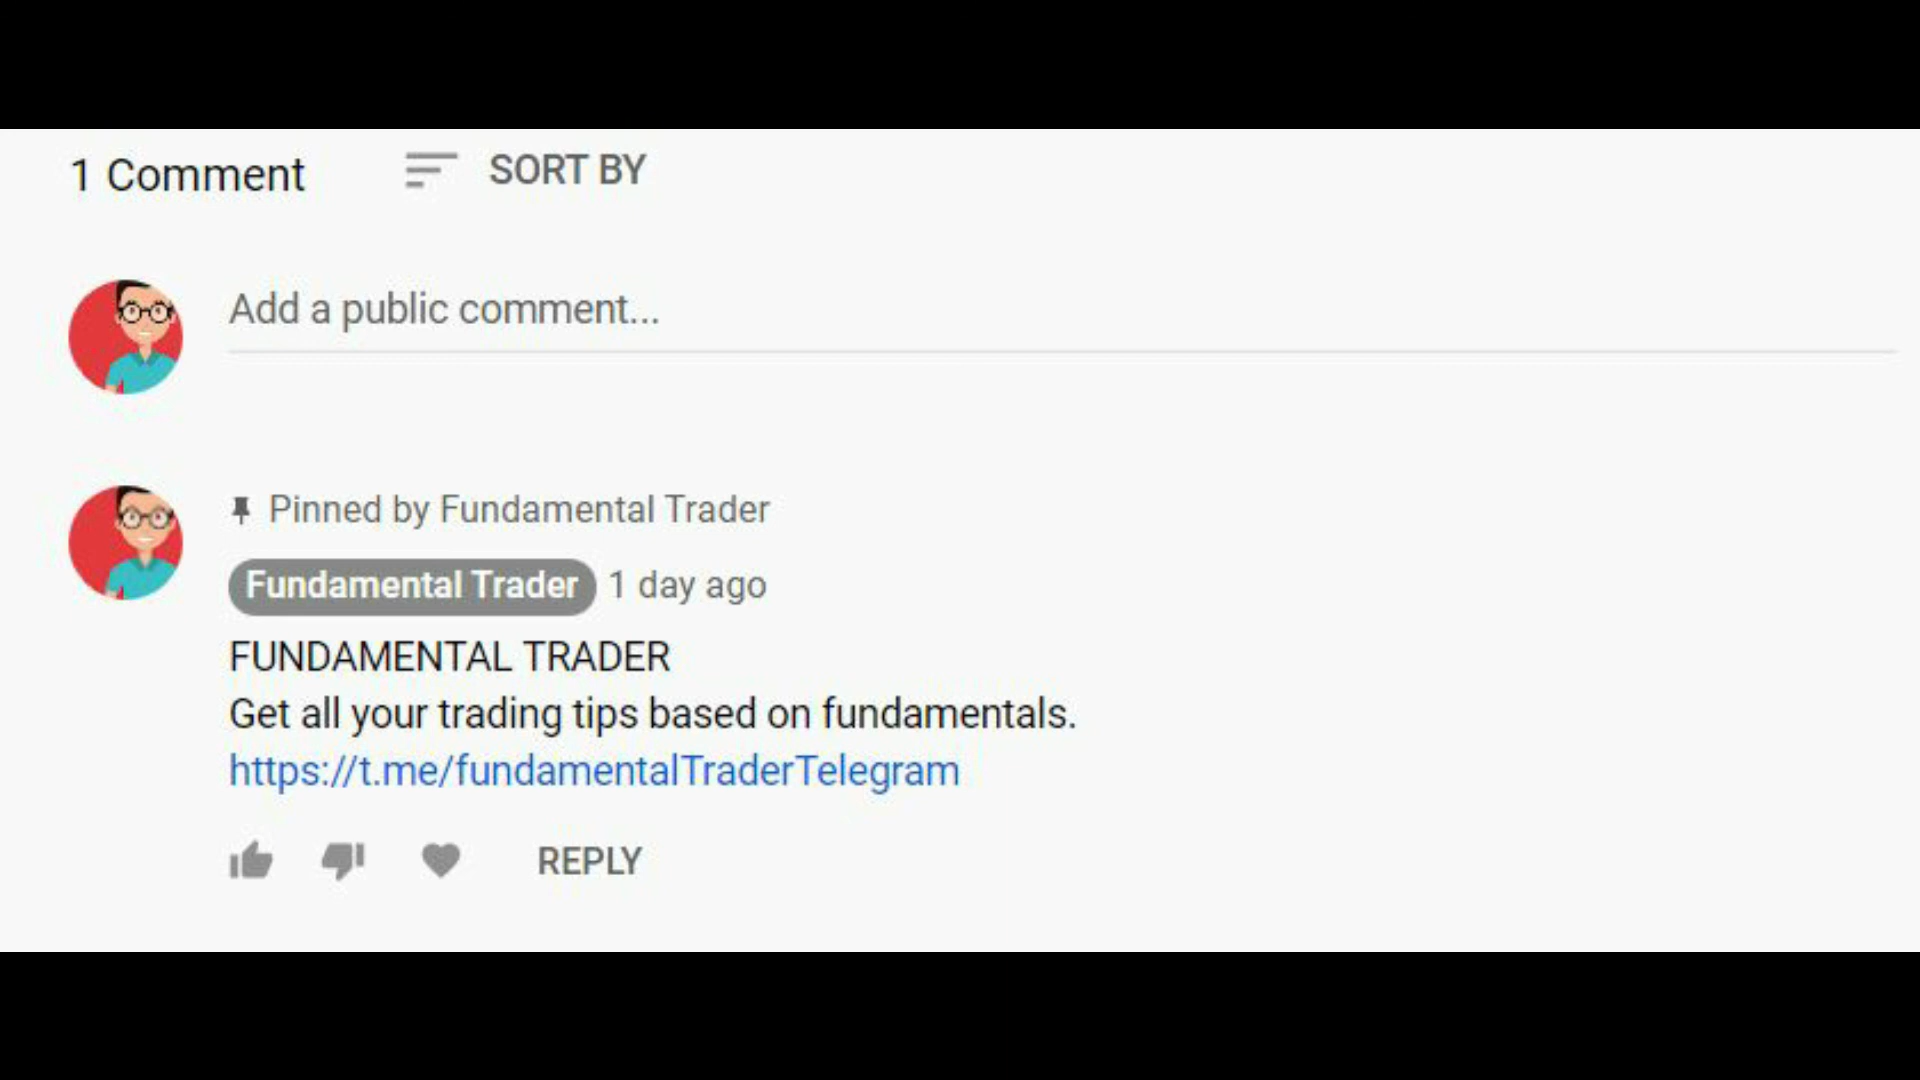 1 Comment SORT BY
Add a public comment...
Pinned by Fundamental Trader
Fundamental Trader 1 day ago
FUNDAMENTAL TRADER
Get all your trading tips based on fundamentals.
https://t.me/fundamentalTraderTelegram
REPLY